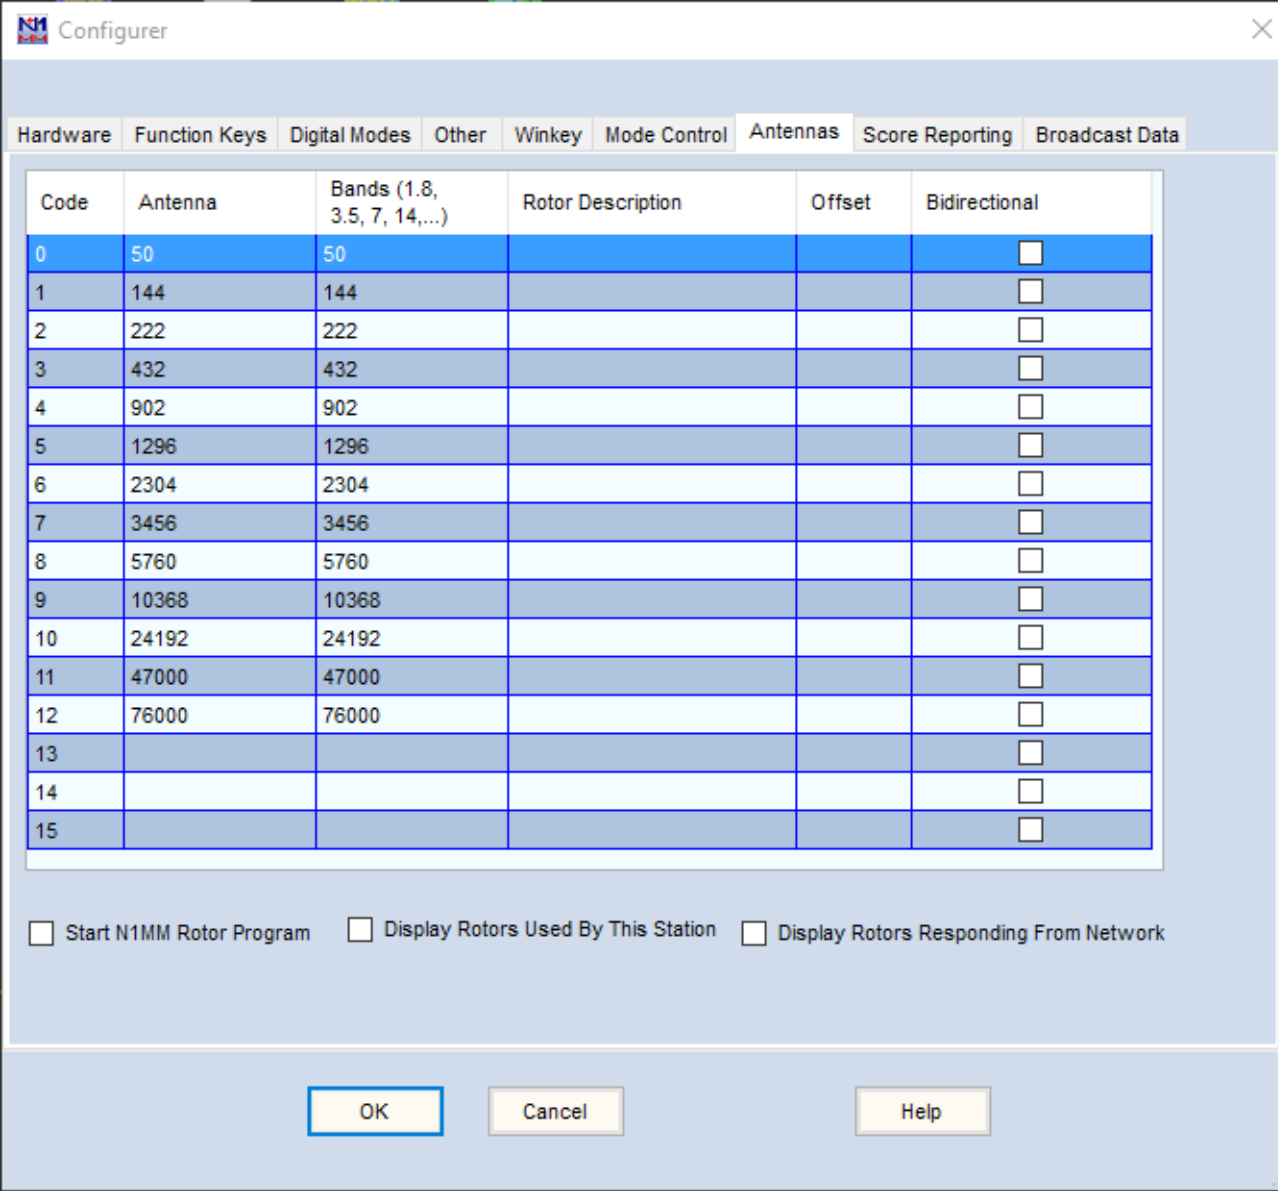 N1
MM
Configurer
Hardware Function Keys Digital Modes Other Winkey Mode Control Antennas Score Reporting Broadcast Data
Code Antenna Bands (1.8, 3.5, 7, 14,...) Rotor Description Offset Bidirectional
0 50 50
1 144 144
2 222 222
3 432 432
4 902 902
5 1296 1296
6 2304 2304
7 3456 3456
8 5760 5760
9 10368 10368
10 24192 24192
11 47000 47000
12 76000 76000
13
14
15
Start N1MM Rotor Program Display Rotors Used By This Station Display Rotors Responding From Network
OK Cancel Help